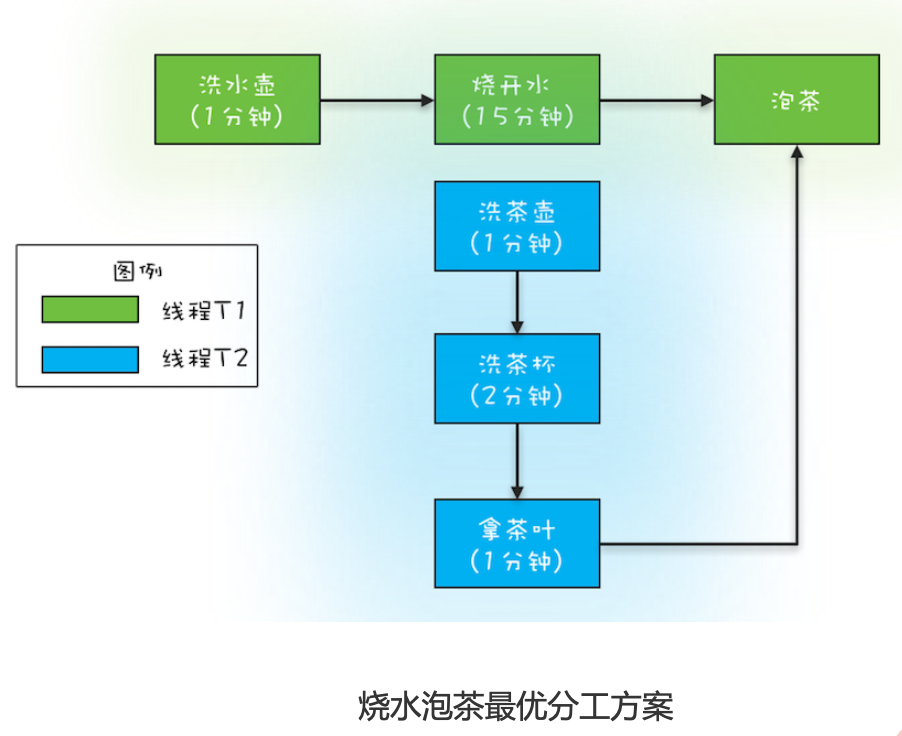 洗水壶
(1分钟)
烧开水
(15分钟)
泡茶
洗茶壶
(1分钟)
图例
线程T1
线程T2
洗茶杯
(2分钟)
拿茶叶
(1分钟)
烧水泡茶最优分工方案